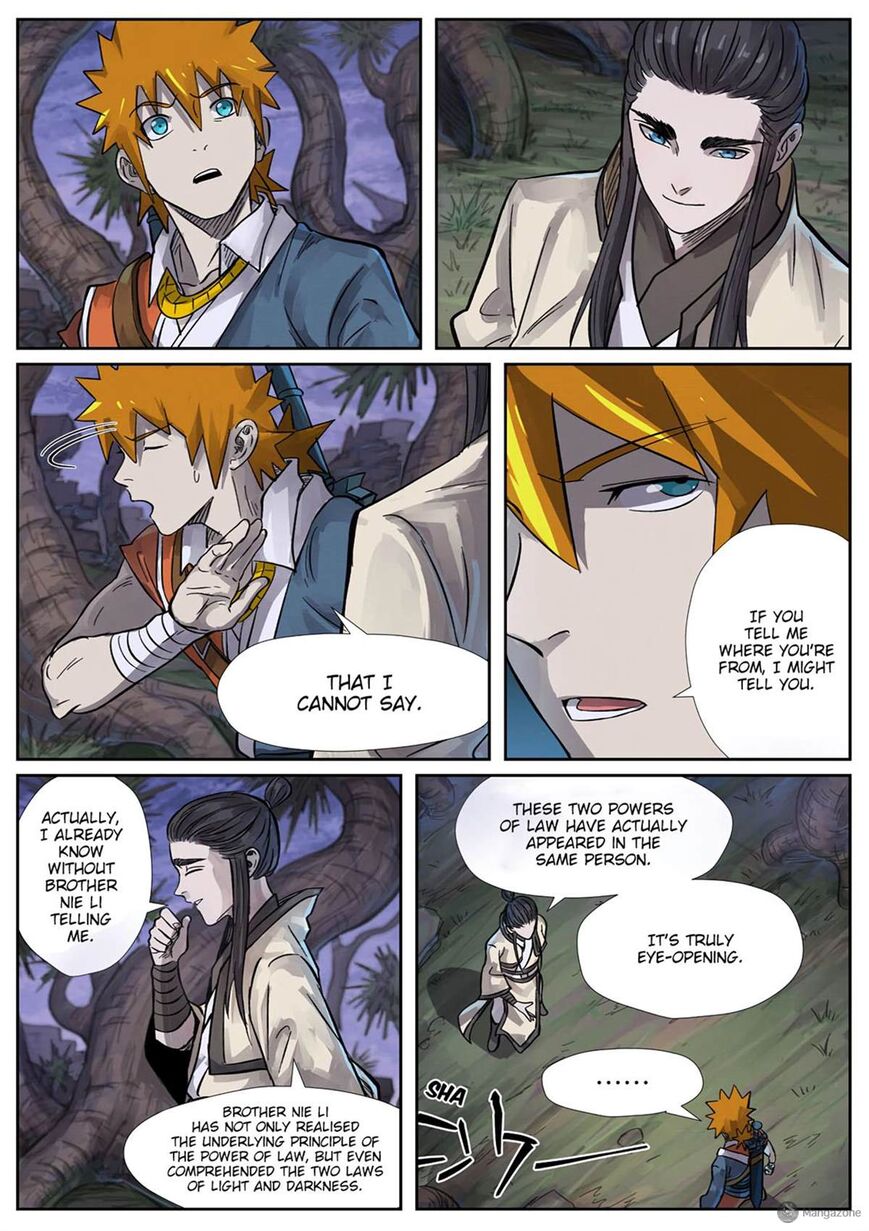 THAT I
CANNOT SAY.
IF YOU
TELL ME
WHERE YOU'RE
FROM, I MIGHT
TELL YOU.
ACTUALLY,
I ALREADY
KNOW
WITHOUT
BROTHER
NIE LI
TELLING
ME.
BROTHER NIE LI
HAS NOT ONLY REALISED
THE UNDERLYING PRINCIPLE OF
THE POWER OF LAW, BUT EVEN
COMPREHENDED THE TWO LAWS
OF LIGHT AND DARKNESS.
THESE TWO POWERS
OF LAW HAVE ACTUALLY
APPEARED IN THE
SAME PERSON.
IT'S TRULY
EYE-OPENING.
......
SHA
シャ
Mangazone